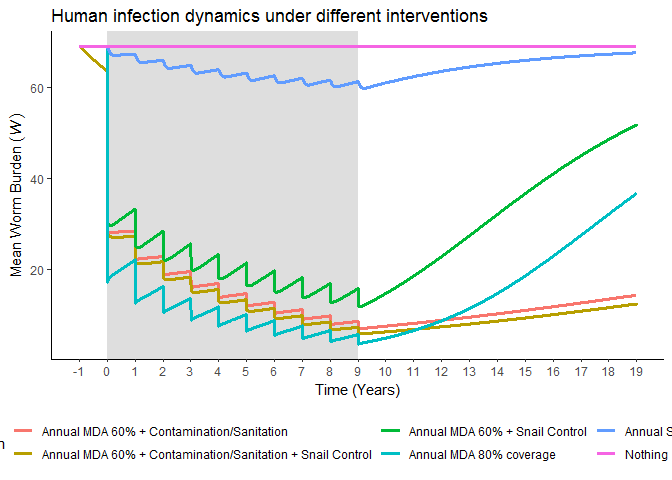 Human infection dynamics under different interventions
Mean Worm Burden (W)
60
40
20
-1 0 1 2 3 4 5 6 7 8 9 10 11 12 13 14 15 16 17 18 19
Time (Years)
n
Annual MDA 60% + Contamination/Sanitation
Annual MDA 60% + Snail Control
Annual S
Annual MDA 60% + Contamination/Sanitation + Snail Control
Annual MDA 80% coverage
Nothing